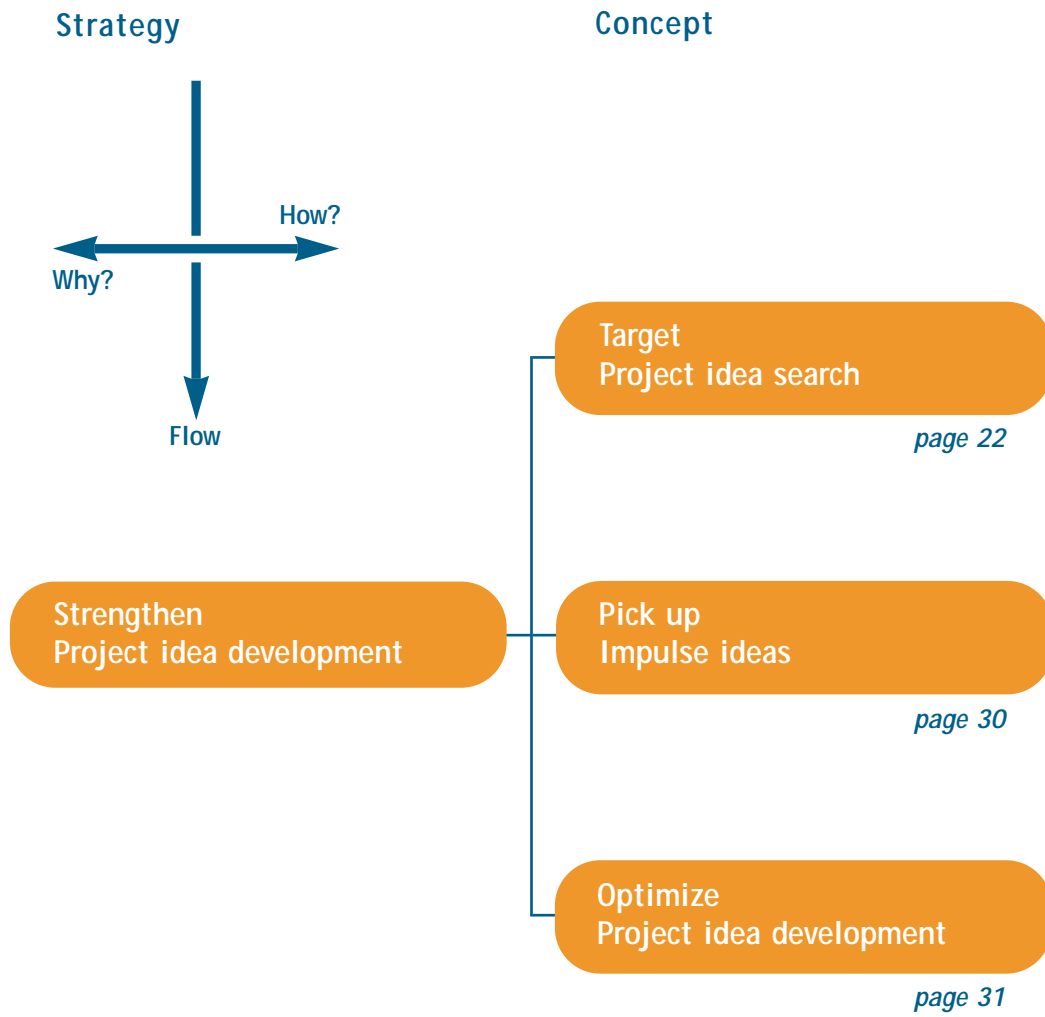 Strategy
Concept
How?
Why?
Flow
Target
Project idea search
page 22
Strengthen
Project idea development
Pick up
Impulse ideas
page 30
Optimize
Project idea development
page 31